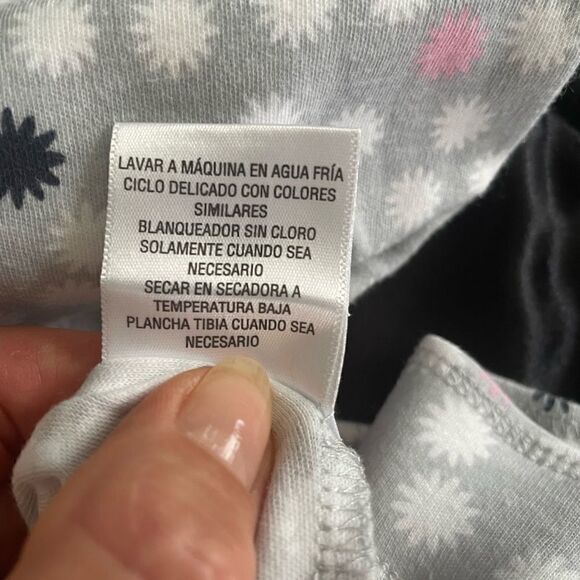 LAVAR A MÁQUINA EN AGUA FRÍA
CICLO DELICADO CON COLORES
SIMILARES
BLANQUEADOR SIN CLORO
SOLAMENTE CUANDO SEA
NECESARIO
SECAR EN SECADORA A
TEMPERATURA BAJA
PLANCHA TIBIA CUANDO SEA
NECESARIO